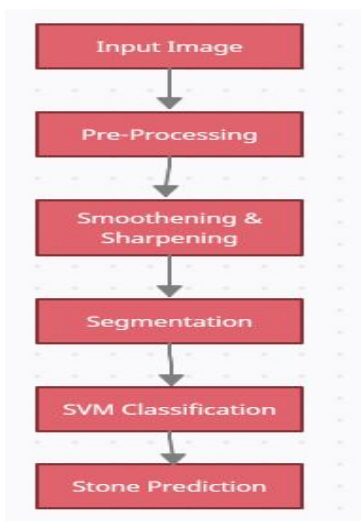 Input Image
Pre-Processing
Smoothening &
Sharpening
Segmentation
SVM Classification
Stone Prediction